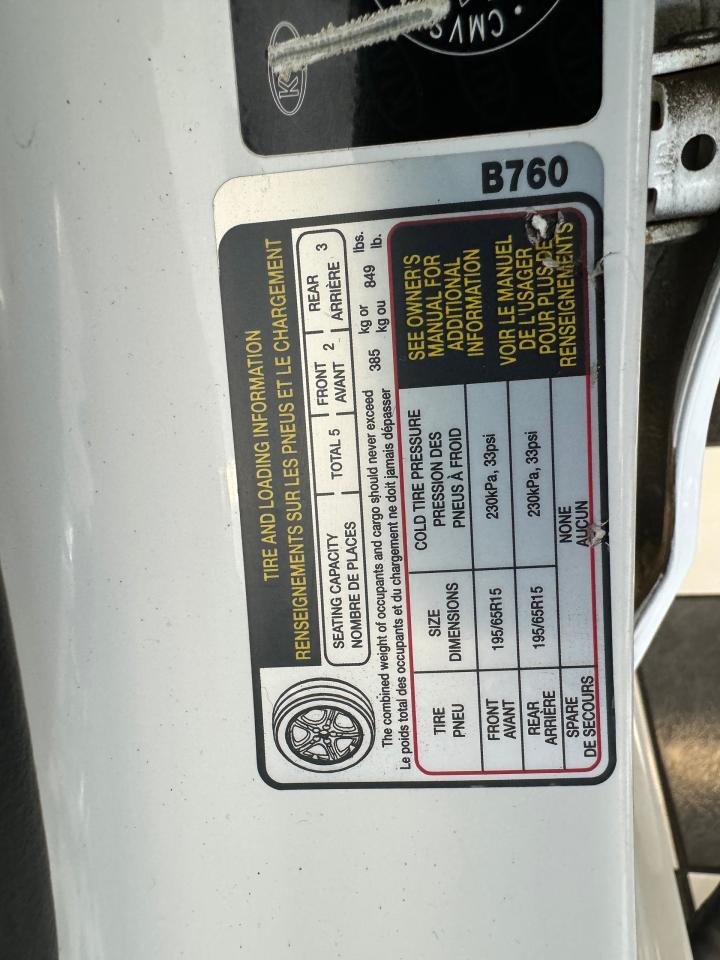 CMVS
B760
TIRE AND LOADING INFORMATION
RENSEIGNEMENTS SUR LES PNEUS ET LE CHARGEMENT
SEATING CAPACITY TOTAL 5 FRONT 2 REAR 3
NOMBRE DE PLACES AVANT ARRIÈRE
The combined weight of occupants and cargo should never exceed 385 kg or 849 lbs.
Le poids total des occupants et du chargement ne doit jamais dépasser kg ou lb.
TIRE SIZE COLD TIRE PRESSURE
PNEU DIMENSIONS PRESSION DES
PNEUS À FROID
FRONT 195/65R15 230kPa, 33psi
AVANT
REAR 195/65R15 230kPa, 33psi
ARRIÈRE
SPARE NONE
DE SECOURS AUCUN
SEE OWNER'S
MANUAL FOR
ADDITIONAL
INFORMATION
VOIR LE MANUEL
DE L'USAGER
POUR PLUS DE
RENSEIGNEMENTS